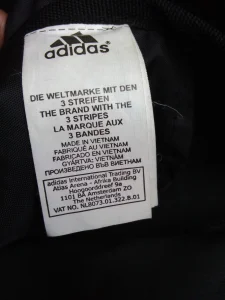 adidas
DIE WELTMARKE MIT DEN
3 STREIFEN
THE BRAND WITH THE
3 STRIPES
LA MARQUE AUX
3 BANDES
MADE IN VIETNAM
FABRIQUÉ AU VIETNAM
FABRICADO EN VIETNAM
GYÁRTVA: VIETNAM
ПРОИЗВЕДЕНО ВЪВ ВИЕТНАМ
adidas International Trading BV
Atlas Arena - Afrika Building
Hoogoorddreef 9a
1101 BA Amsterdam ZO
The Netherlands
VAT NO. NL8073.01.322.B.01